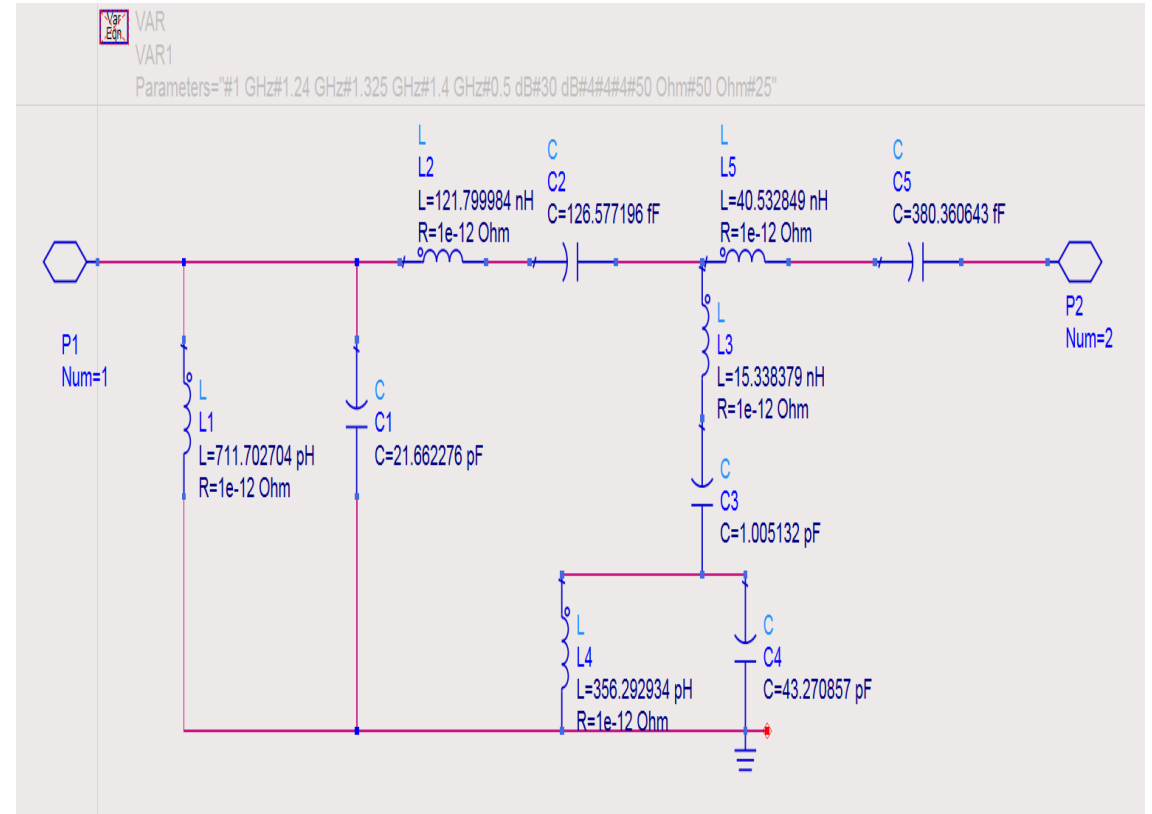 Var
Eqn
VAR
VAR1
Parameters="#1 GHz#1.24 GHz#1.325 GHz#1.4 GHz#0.5 dB#30 dB#4#4#4#50 Ohm#50 Ohm#25"
L
L2
L=121.799984 nH
R=1e-12 Ohm
C
C2
C=126.577196 fF
L
L5
L=40.532849 nH
R=1e-12 Ohm
C
C5
C=380.360643 fF
P1
Num=1
P2
Num=2
L
L1
L=711.702704 pH
R=1e-12 Ohm
C
C1
C=21.662276 pF
L
L3
L=15.338379 nH
R=1e-12 Ohm
C
C3
C=1.005132 pF
L
L4
L=356.292934 pH
R=1e-12 Ohm
C
C4
C=43.270857 pF